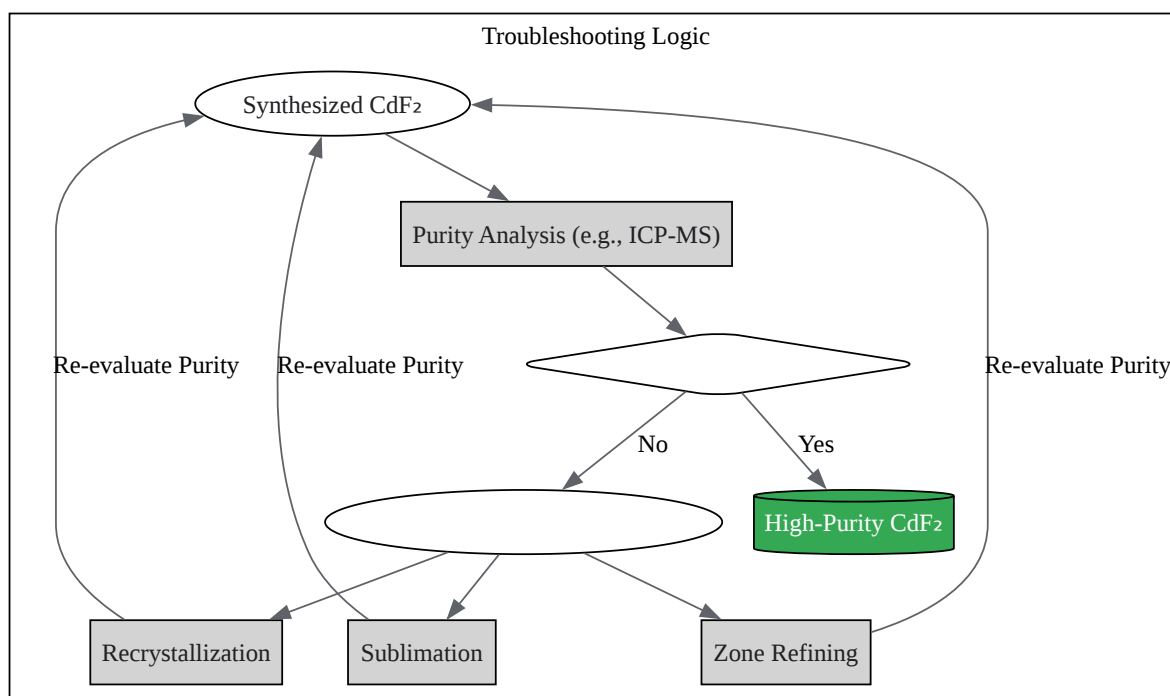 Troubleshooting Logic
Synthesized CdF₂
Purity Analysis (e.g., ICP-MS)
Re-evaluate Purity
Re-evaluate Purity
Re-evaluate Purity
No
Yes
High-Purity CdF₂
Recrystallization
Sublimation
Zone Refining